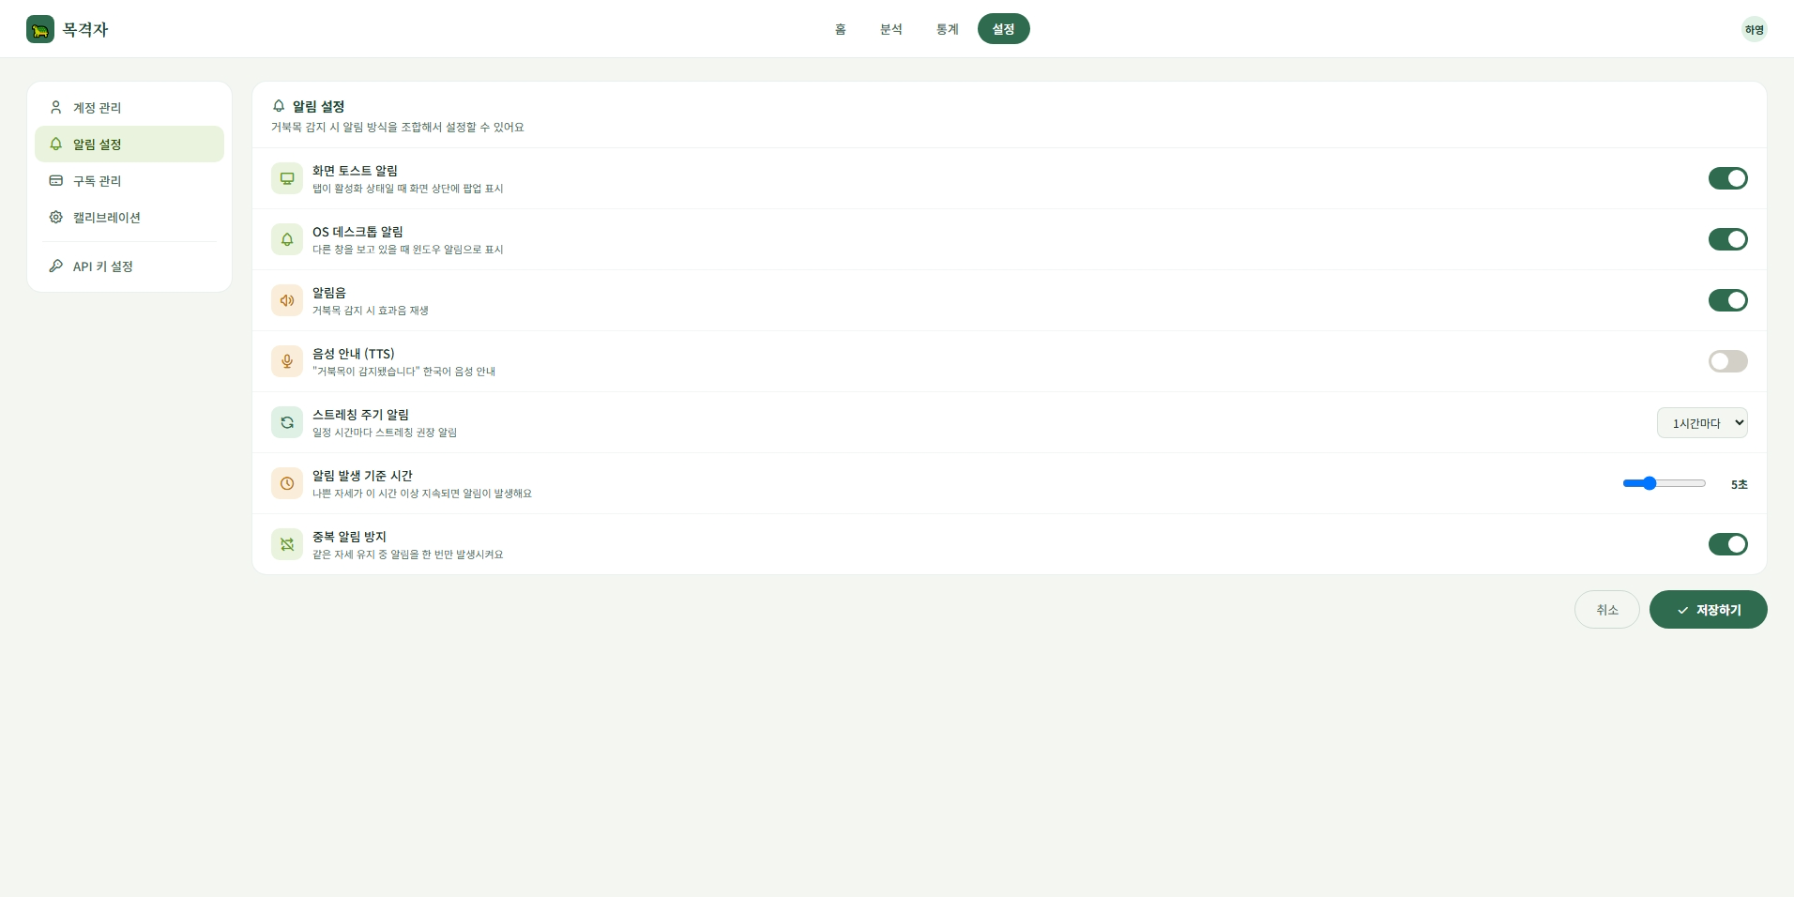 목격자
홈
분석
통계
설정
하영
계정 관리
알림 설정
구독 관리
캘리브레이션
API 키 설정
알림 설정
거북목 감지 시 알림 방식을 조합해서 설정할 수 있어요
화면 토스트 알림
탭이 활성화 상태일 때 화면 상단에 팝업 표시
OS 데스크톱 알림
다른 창을 보고 있을 때 윈도우 알림으로 표시
알림음
거북목 감지 시 효과음 재생
음성 안내 (TTS)
"거북목이 감지됐습니다" 한국어 음성 안내
스트레칭 주기 알림
일정 시간마다 스트레칭 권장 알림
1시간마다
알림 발생 기준 시간
나쁜 자세가 이 시간 이상 지속되면 알림이 발생해요
5초
중복 알림 방지
같은 자세 유지 중 알림을 한 번만 발생시켜요
취소
저장하기